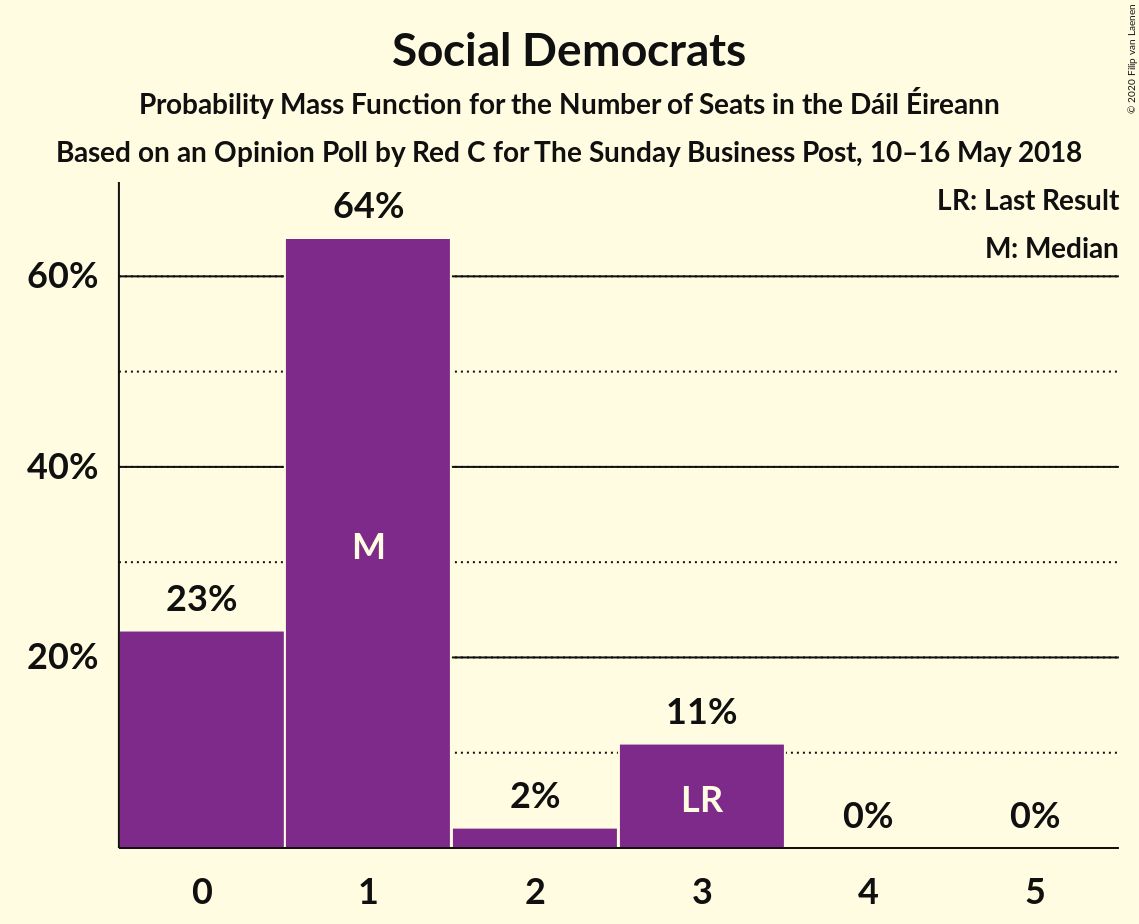 Social Democrats
Probability Mass Function for the Number of Seats in the Dáil Éireann
Based on an Opinion Poll by Red C for The Sunday Business Post, 10–16 May 2018
© 2020 Filip van Laenen
LR: Last Result
M: Median
64%
60%
40%
M
23%
20%
11%
2%
LR
0%
0%
0
1
2
3
4
5